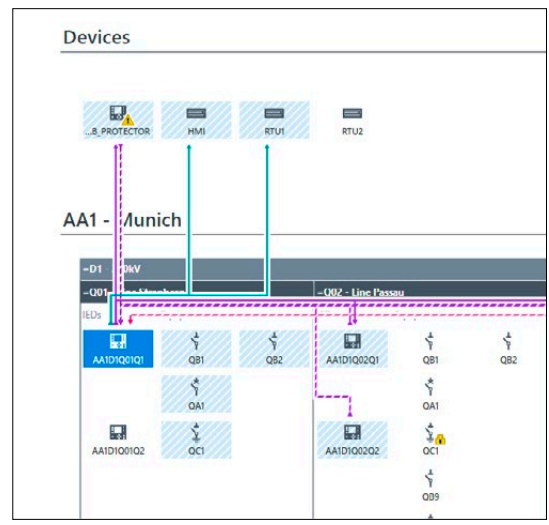 Devices
...B_PROTECTOR HMI RTU1 RTU2
AA1 - Munich
=D1 0kV
=Q01 =Q02 - Line Passau
IEDs
AA1D1Q01Q1 QB1 QB2 AA1D1Q02Q1 QB1 QB2
QA1 QA1
AA1D1Q01Q2 QC1 AA1D1Q02Q2 QC1
QB9